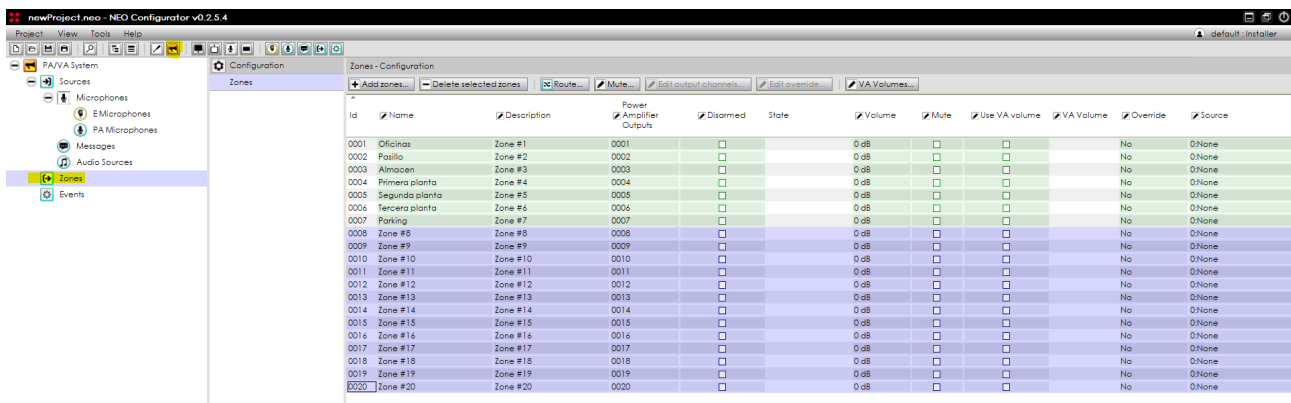 newProject.neo - NEO Configurator v0.2.5.4
Project View Tools Help
default : Installer
PA/VA System
Sources
Microphones
EMicrophones
PA Microphones
Messages
Audio Sources
Zones
Events
Configuration
Zones
Zones - Configuration
Add zones... Delete selected zones Route... Mute... Edit output channels... Edit override... VA Volumes...
Id Name Description Power Amplifier Outputs Disarmed State Volume Mute Use VA volume VA Volume Override Source
0001 Oficinas Zone #1 0001 0 dB No 0:None
0002 Pasillo Zone #2 0002 0 dB No 0:None
0003 Almacen Zone #3 0003 0 dB No 0:None
0004 Primera planta Zone #4 0004 0 dB No 0:None
0005 Segunda planta Zone #5 0005 0 dB No 0:None
0006 Tercera planta Zone #6 0006 0 dB No 0:None
0007 Parking Zone #7 0007 0 dB No 0:None
0008 Zone #8 Zone #8 0008 0 dB No 0:None
0009 Zone #9 Zone #9 0009 0 dB No 0:None
0010 Zone #10 Zone #10 0010 0 dB No 0:None
0011 Zone #11 Zone #11 0011 0 dB No 0:None
0012 Zone #12 Zone #12 0012 0 dB No 0:None
0013 Zone #13 Zone #13 0013 0 dB No 0:None
0014 Zone #14 Zone #14 0014 0 dB No 0:None
0015 Zone #15 Zone #15 0015 0 dB No 0:None
0016 Zone #16 Zone #16 0016 0 dB No 0:None
0017 Zone #17 Zone #17 0017 0 dB No 0:None
0018 Zone #18 Zone #18 0018 0 dB No 0:None
0019 Zone #19 Zone #19 0019 0 dB No 0:None
0020 Zone #20 Zone #20 0020 0 dB No 0:None